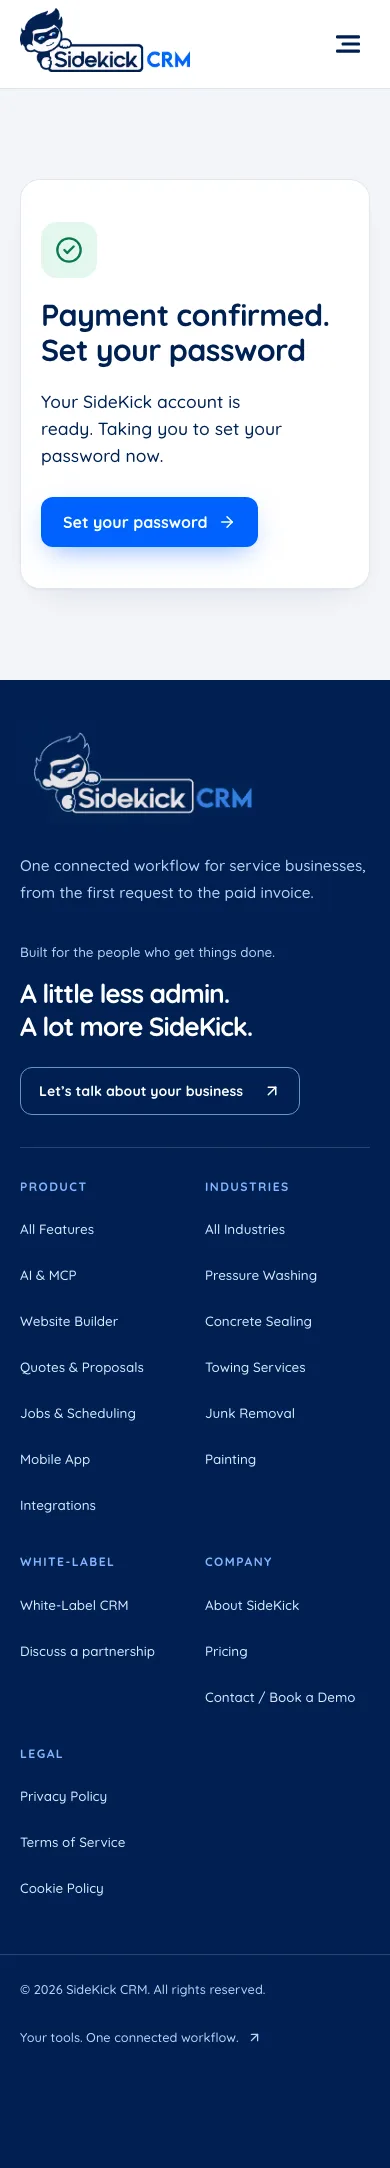 Sidekick CRM
Payment confirmed.
Set your password
Your SideKick account is
ready. Taking you to set your
password now.
Set your password
Sidekick CRM
One connected workflow for service businesses,
from the first request to the paid invoice.
Built for the people who get things done.
A little less admin.
A lot more SideKick.
Let’s talk about your business
PRODUCT
All Features
AI & MCP
Website Builder
Quotes & Proposals
Jobs & Scheduling
Mobile App
Integrations
INDUSTRIES
All Industries
Pressure Washing
Concrete Sealing
Towing Services
Junk Removal
Painting
WHITE-LABEL
White-Label CRM
Discuss a partnership
COMPANY
About SideKick
Pricing
Contact / Book a Demo
LEGAL
Privacy Policy
Terms of Service
Cookie Policy
© 2026 SideKick CRM. All rights reserved.
Your tools. One connected workflow.